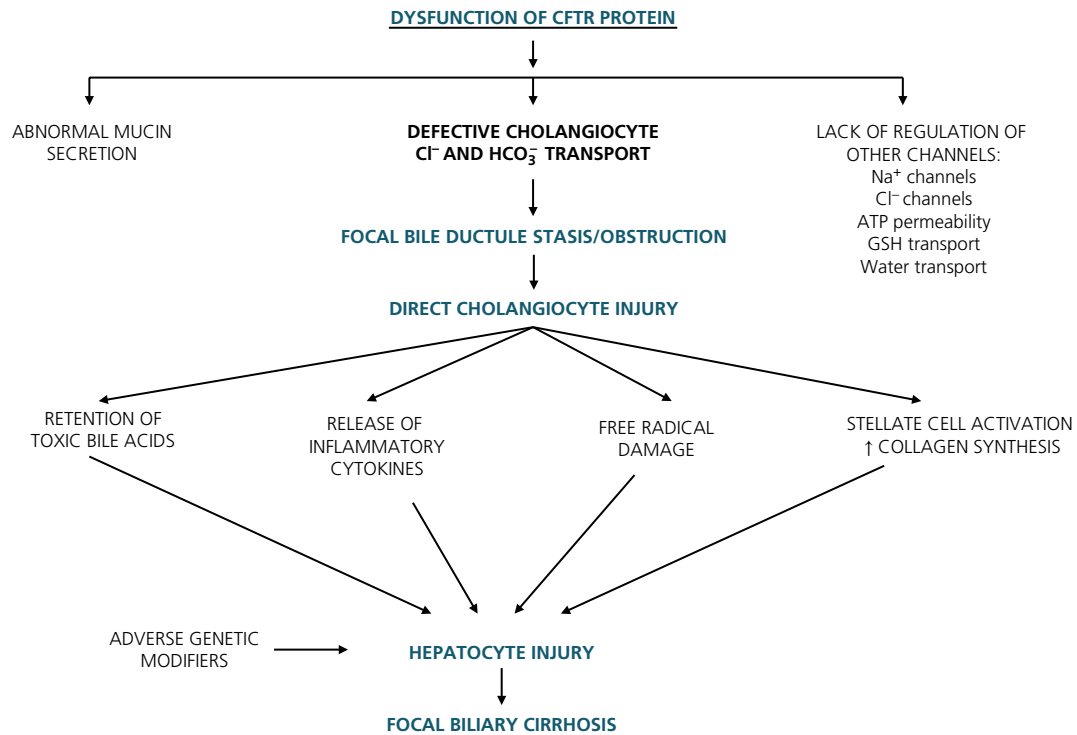 DYSFUNCTION OF CFTR PROTEIN
ABNORMAL MUCIN
SECRETION
DEFECTIVE CHOLANGIOCYTE
Cl⁻ AND HCO₃⁻ TRANSPORT
LACK OF REGULATION OF
OTHER CHANNELS:
Na⁺ channels
Cl⁻ channels
ATP permeability
GSH transport
Water transport
FOCAL BILE DUCTULE STASIS/OBSTRUCTION
DIRECT CHOLANGIOCYTE INJURY
RETENTION OF
TOXIC BILE ACIDS
RELEASE OF
INFLAMMATORY
CYTOKINES
FREE RADICAL
DAMAGE
STELLATE CELL ACTIVATION
↑ COLLAGEN SYNTHESIS
ADVERSE GENETIC
MODIFIERS
HEPATOCYTE INJURY
FOCAL BILIARY CIRRHOSIS